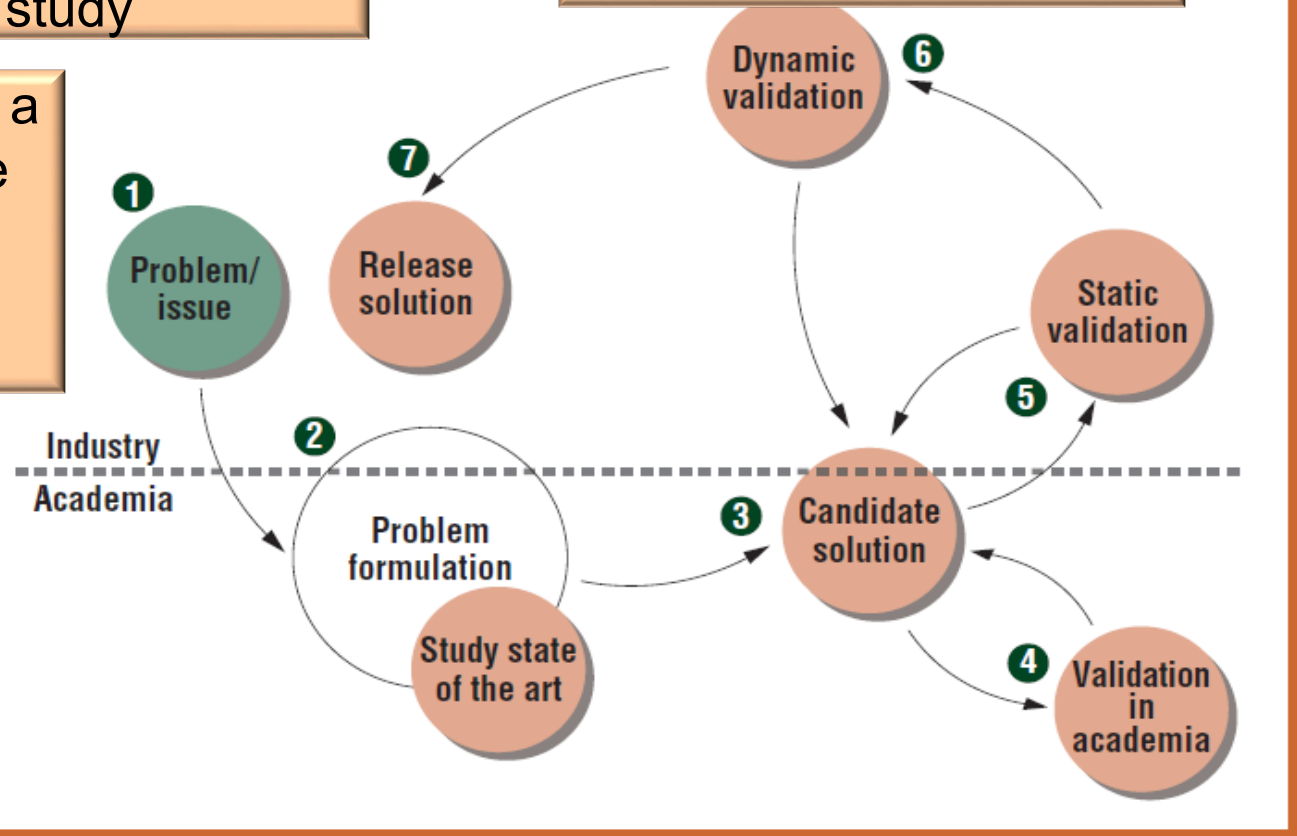 study
a
e
Dynamic
validation
6
7
1
Problem/
issue
Release
solution
Static
validation
5
Industry
2
Academia
3
Candidate
solution
Problem
formulation
Study state
of the art
4
Validation
in
academia